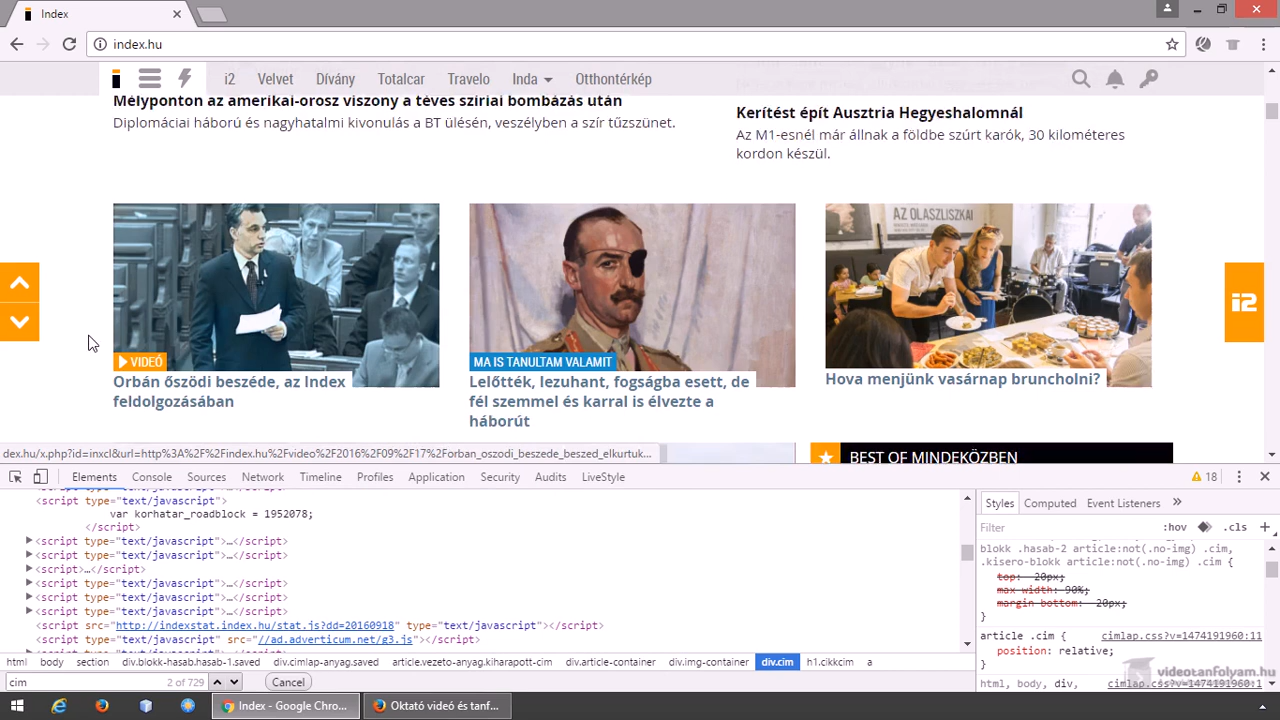 Index
index.hu
i2 Velvet Dívány Totalcar Travelo Inda Otthontérkép
Mélyponton az amerikai-orosz viszony a téves szíriai bombázás után
Diplomáciai háború és nagyhatalmi kivonulás a BT ülésén, veszélyben a szír tűzszünet.
Kerítést épít Ausztria Hegyeshalomnál
Az M1-esnél már állnak a földbe szúrt karók, 30 kilométeres
kordon készül.
AZ OLASZLISZKAI
i2
VIDEÓ
Orbán őszödi beszéde, az Index
feldolgozásában
MA IS TANULTAM VALAMIT
Lelőtték, lezuhant, fogságba esett, de
fél szemmel és karral is élvezte a
háborút
Hova menjünk vasárnap bruncholni?
dex.hu/x.php?id=inxcl&url=http%3A%2F%2Findex.hu%2Fvideo%2F2016%2F09%2F17%2Forban_oszodi_beszede_beszed_elkurtuk...
BEST OF MINDEKÖZBEN
Elements Console Sources Network Timeline Profiles Application Security Audits LiveStyle 18
<script type="text/javascript">
var korhatar_roadblock = 1952078;
</script>
<script type="text/javascript">…</script>
<script type="text/javascript">…</script>
<script>…</script>
<script type="text/javascript">…</script>
<script type="text/javascript">…</script>
<script type="text/javascript">…</script>
<script src="http://indexstat.index.hu/stat.js?dd=20160918" type="text/javascript"></script>
<script type="text/javascript" src="//ad.adverticum.net/g3.js"></script>
Styles Computed Event Listeners »
Filter :hov .cls +
blokk .hasab-2 article:not(.no-img) .cim,
.kisero-blokk article:not(.no-img) .cim {
top: 20px;
max-width: 90%;
margin-bottom: 20px;
}
article .cim { cimlap.css?v=1474191960:11
position: relative;
}
html, body, div, cimlap.css?v=1474191960:1
videotanfolyam.hu
html body section div.blokk-hasab.hasab-1.saved div.cimlap-anyag.saved article.vezeto-anyag.kiharapott-cim div.article-container div.img-container div.cim h1.cikkcim a
cim 2 of 729 Cancel
Index - Google Chro... Oktató videó és tanf...